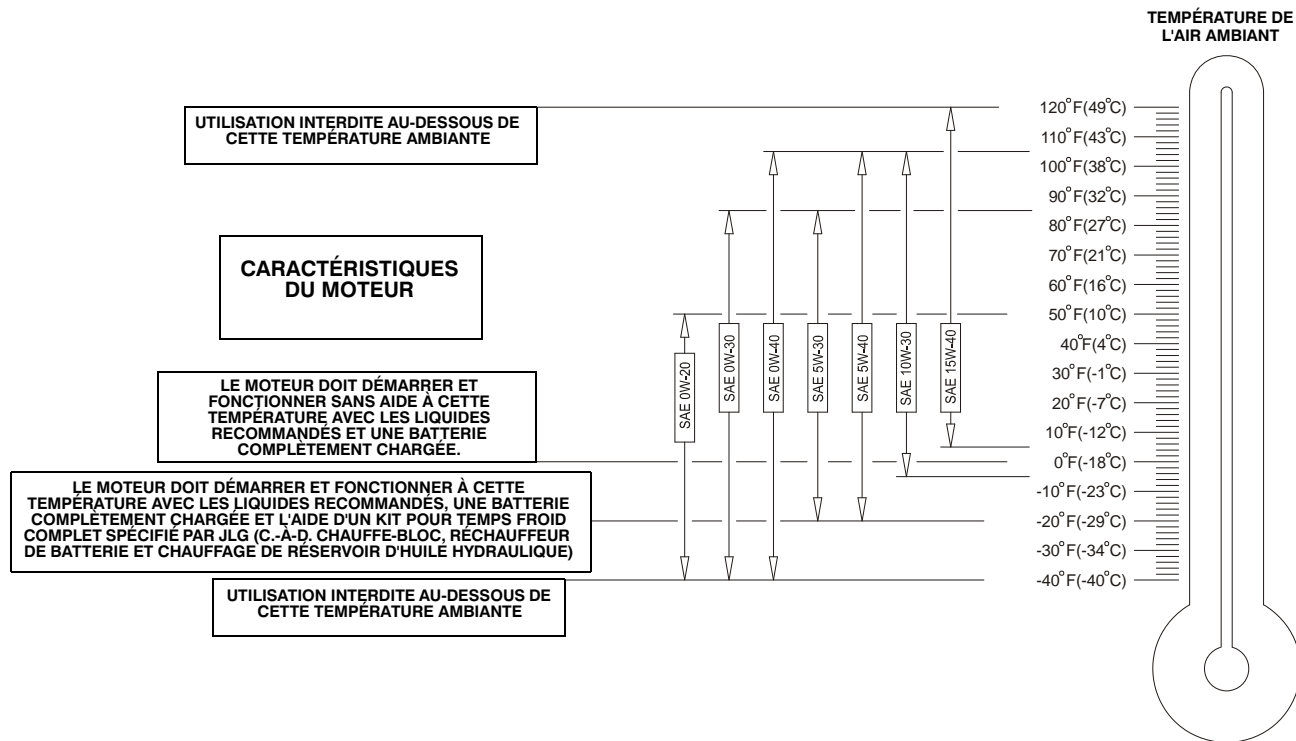 TEMPÉRATURE DE
L'AIR AMBIANT
UTILISATION INTERDITE AU-DESSOUS DE
CETTE TEMPÉRATURE AMBIANTE
CARACTÉRISTIQUES
DU MOTEUR
LE MOTEUR DOIT DÉMARRER ET
FONCTIONNER SANS AIDE À CETTE
TEMPÉRATURE AVEC LES LIQUIDES
RECOMMANDÉS ET UNE BATTERIE
COMPLÈTEMENT CHARGÉE.
LE MOTEUR DOIT DÉMARRER ET FONCTIONNER À CETTE
TEMPÉRATURE AVEC LES LIQUIDES RECOMMANDÉS, UNE BATTERIE
COMPLÈTEMENT CHARGÉE ET L'AIDE D'UN KIT POUR TEMPS FROID
COMPLET SPÉCIFIÉ PAR JLG (C.-À-D. CHAUFFE-BLOC, RÉCHAUFFEUR
DE BATTERIE ET CHAUFFAGE DE RÉSERVOIR D'HUILE HYDRAULIQUE)
UTILISATION INTERDITE AU-DESSOUS DE
CETTE TEMPÉRATURE AMBIANTE
SAE 0W-20
SAE 0W-30
SAE 0W-40
SAE 5W-30
SAE 5W-40
SAE 10W-30
SAE 15W-40
120°F(49°C)
110°F(43°C)
100°F(38°C)
90°F(32°C)
80°F(27°C)
70°F(21°C)
60°F(16°C)
50°F(10°C)
40°F(4°C)
30°F(-1°C)
20°F(-7°C)
10°F(-12°C)
0°F(-18°C)
-10°F(-23°C)
-20°F(-29°C)
-30°F(-34°C)
-40°F(-40°C)